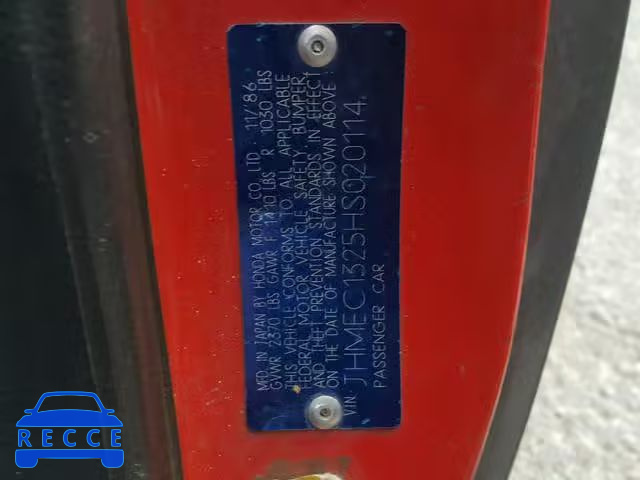 MFD. IN JAPAN BY HONDA MOTOR CO., LTD. 11/'86
GVWR 2370 LBS GAWR F 1410 LBS R 1030 LBS
THIS VEHICLE CONFORMS TO ALL APPLICABLE
FEDERAL MOTOR VEHICLE SAFETY, BUMPER,
AND THEFT PREVENTION STANDARDS IN EFFECT
ON THE DATE OF MANUFACTURE SHOWN ABOVE.
VIN: JHMEC1325HS020114
PASSENGER CAR
RECCE